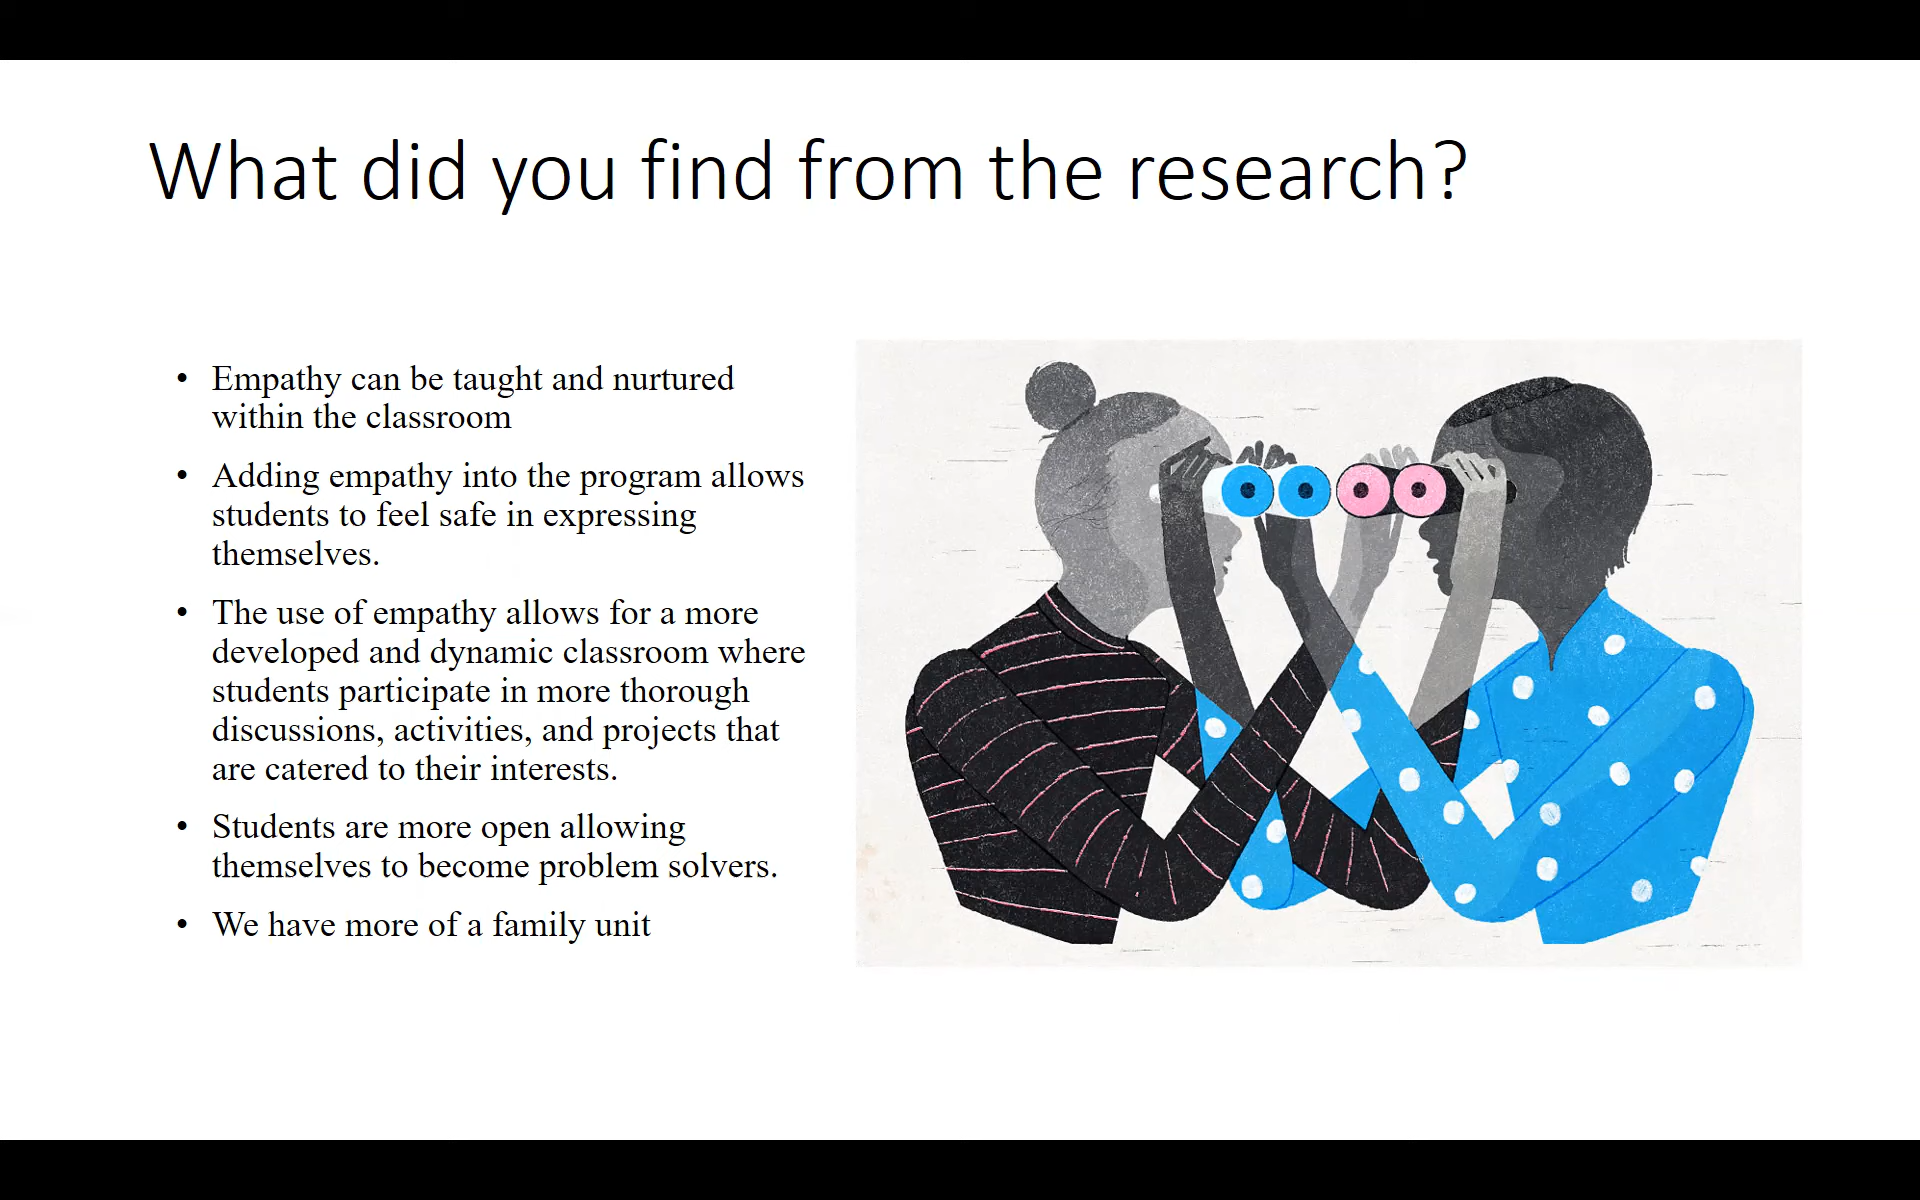 What did you find from the research?
• Empathy can be taught and nurtured
within the classroom
• Adding empathy into the program allows
students to feel safe in expressing
themselves.
• The use of empathy allows for a more
developed and dynamic classroom where
students participate in more thorough
discussions, activities, and projects that
are catered to their interests.
• Students are more open allowing
themselves to become problem solvers.
• We have more of a family unit